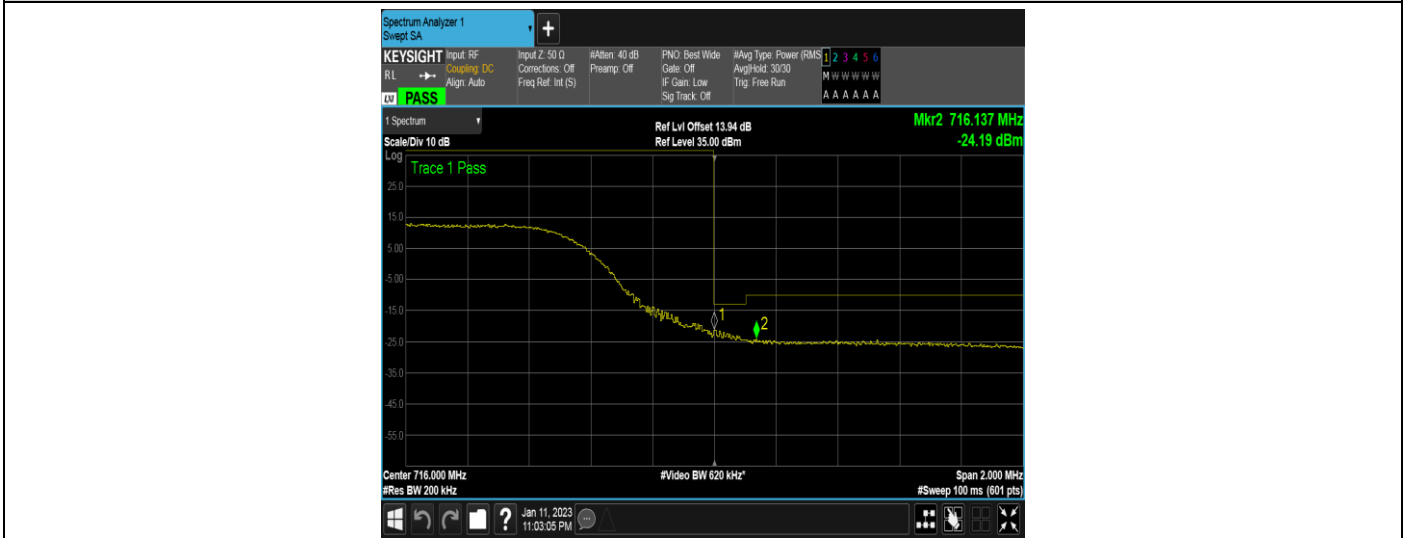 Spectrum Analyzer 1
Swept SA
+
KEYSIGHT
RL
LXI PASS
Input: RF
Coupling: DC
Align: Auto
Input Z: 50 Ω
Corrections: Off
Freq Ref: Int (S)
#Atten: 40 dB
Preamp: Off
PNO: Best Wide
Gate: Off
IF Gain: Low
Sig Track: Off
#Avg Type: Power (RMS
Avg|Hold: 30/30
Trig: Free Run
1 2 3 4 5 6
M W W W W W
A A A A A A
1 Spectrum
Scale/Div 10 dB
Ref Lvl Offset 13.94 dB
Ref Level 35.00 dBm
Mkr2 716.137 MHz
-24.19 dBm
Log
Trace 1 Pass
25.0
15.0
5.00
-5.00
-15.0
-25.0
-35.0
-45.0
-55.0
1
2
Center 716.000 MHz
#Res BW 200 kHz
#Video BW 620 kHz*
Span 2.000 MHz
#Sweep 100 ms (601 pts)
?
Jan 11, 2023
11:03:05 PM